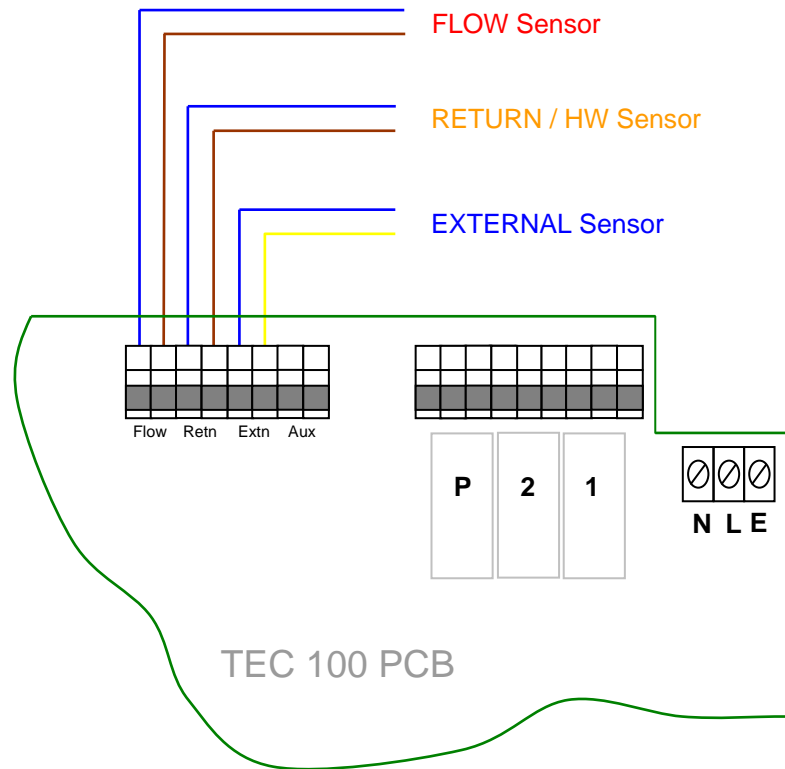 FLOW Sensor
RETURN / HW Sensor
EXTERNAL Sensor
Flow Retn Extn Aux
P 2 1
N L E
TEC 100 PCB